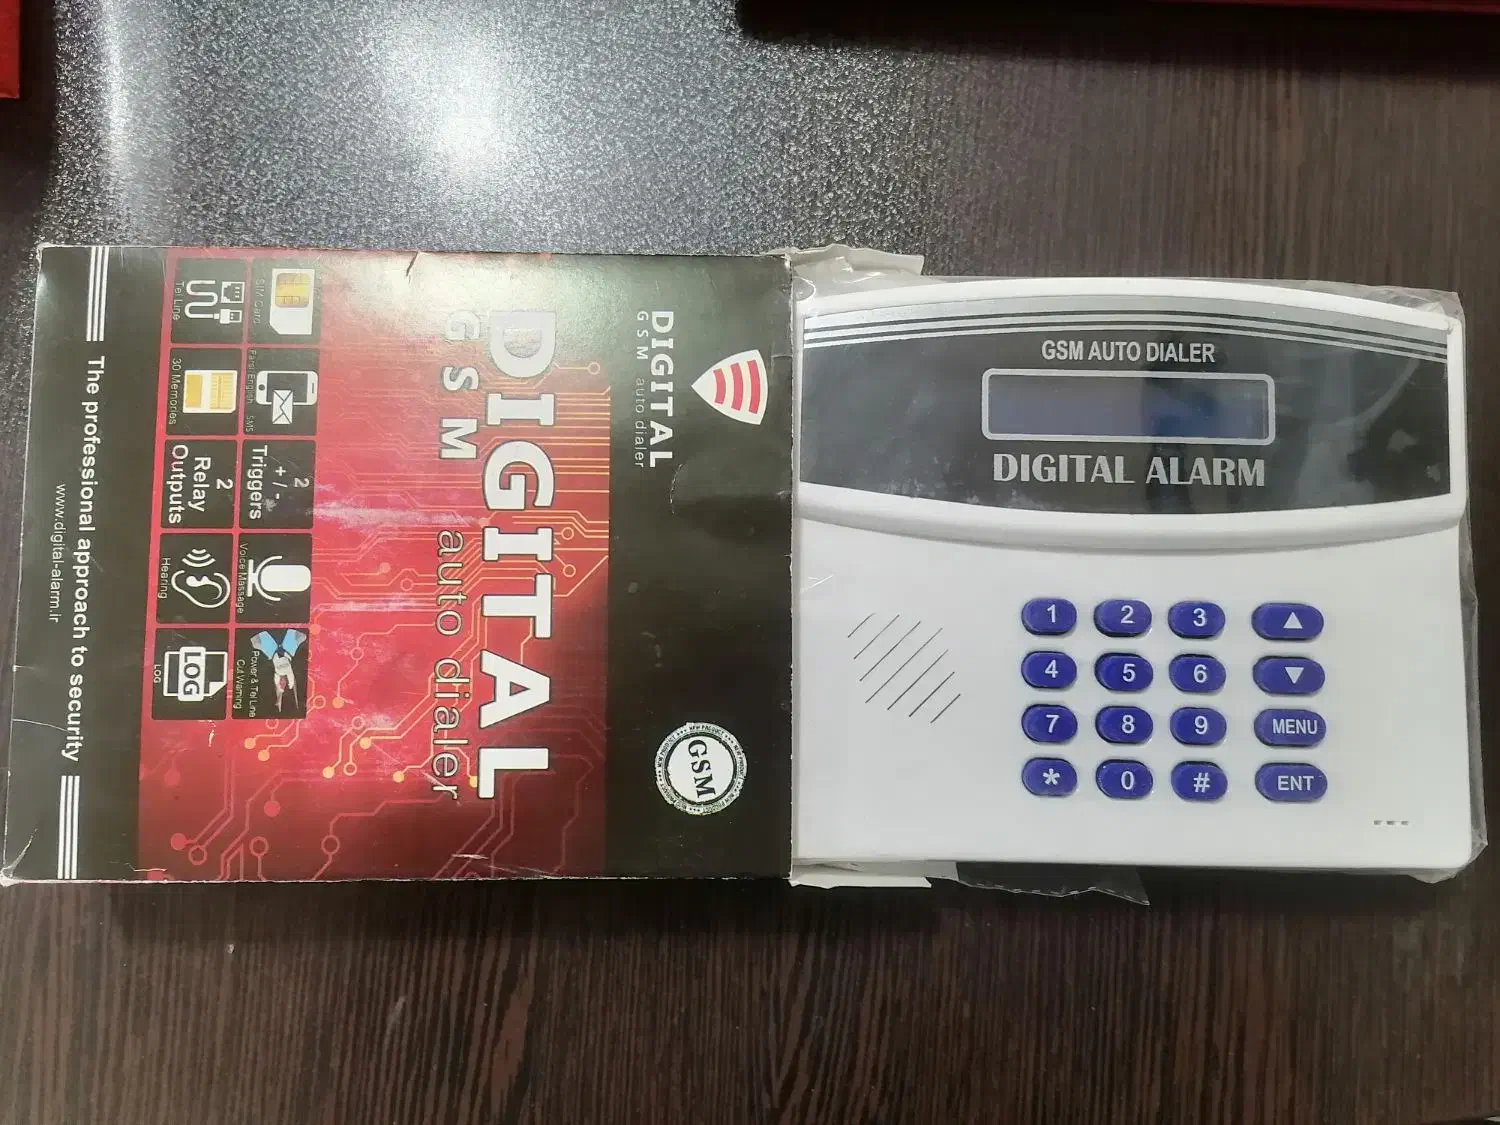 DIGITAL
GSM auto dialer
GSM
NEW PRODUCT
DIGITAL
GSM auto dialer
SIM Card
Farsi English SMS
2
+ / -
Triggers
Voice Massage
Power & Tel Line
Cut Warning
Tel Line
30 Memories
2
Relay
Outputs
Hearing
LOG
LOG
The professional approach to security
www.digital-alarm.ir
GSM AUTO DIALER
DIGITAL ALARM
1 2 3 ▲
4 5 6 ▼
7 8 9 MENU
* 0 # ENT